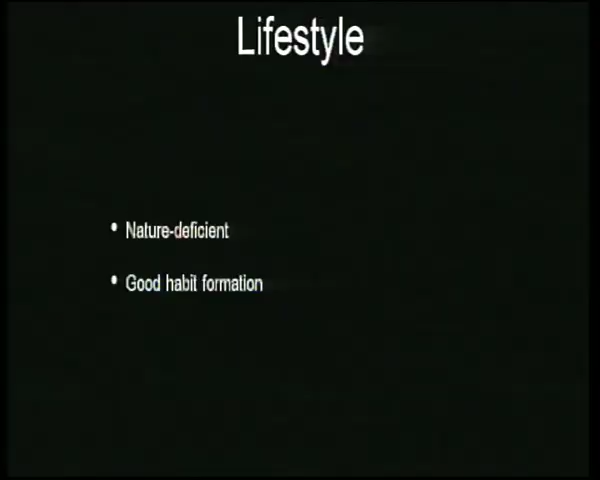 Lifestyle
• Nature-deficient
• Good habit formation